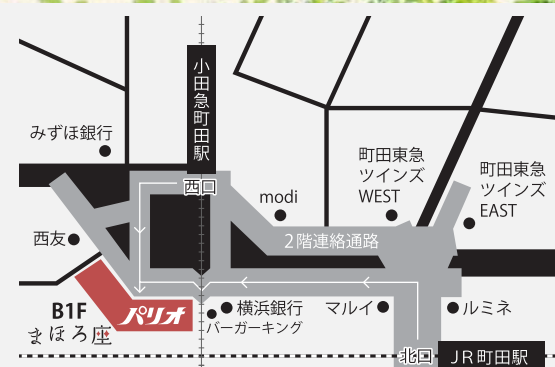 小田急町田駅
みずほ銀行
西口
町田東急
ツインズ
WEST
町田東急
ツインズ
EAST
modi
西友
2階連絡通路
B1F
まほろ座
パリオ
横浜銀行
バーガーキング
マルイ
ルミネ
北口
JR町田駅